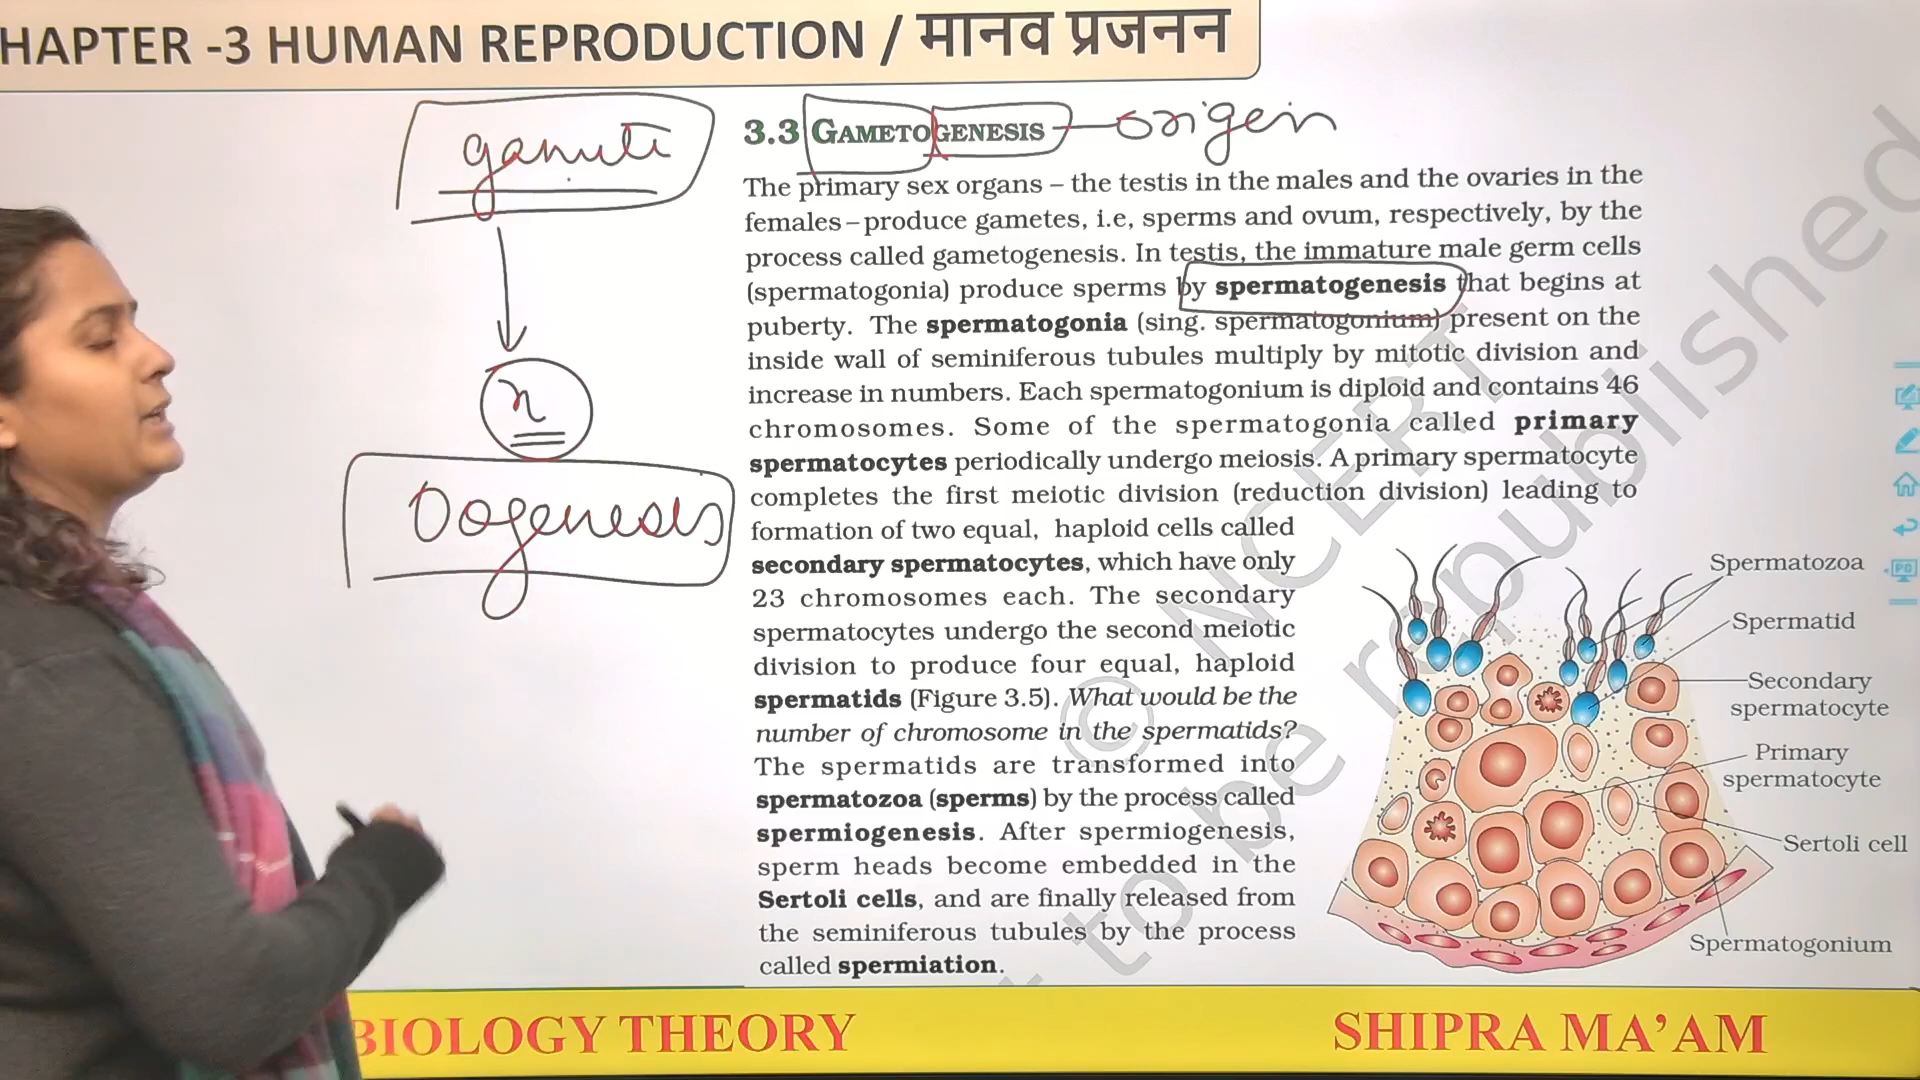 HAPTER -3 HUMAN REPRODUCTION / मानव प्रजनन
3.3 GAMETOGENESIS
origen
The primary sex organs – the testis in the males and the ovaries in the
females – produce gametes, i.e, sperms and ovum, respectively, by the
process called gametogenesis. In testis, the immature male germ cells
(spermatogonia) produce sperms by spermatogenesis that begins at
puberty. The spermatogonia (sing. spermatogonium) present on the
inside wall of seminiferous tubules multiply by mitotic division and
increase in numbers. Each spermatogonium is diploid and contains 46
chromosomes. Some of the spermatogonia called primary
spermatocytes periodically undergo meiosis. A primary spermatocyte
completes the first meiotic division (reduction division) leading to
formation of two equal, haploid cells called
secondary spermatocytes, which have only
23 chromosomes each. The secondary
spermatocytes undergo the second meiotic
division to produce four equal, haploid
spermatids (Figure 3.5). What would be the
number of chromosome in the spermatids?
The spermatids are transformed into
spermatozoa (sperms) by the process called
spermiogenesis. After spermiogenesis,
sperm heads become embedded in the
Sertoli cells, and are finally released from
the seminiferous tubules by the process
called spermiation.
n
Oogenesis
Spermatozoa
Spermatid
Secondary
spermatocyte
Primary
spermatocyte
Sertoli cell
Spermatogonium
© NCERT
to be republished
BIOLOGY THEORY
SHIPRA MA'AM